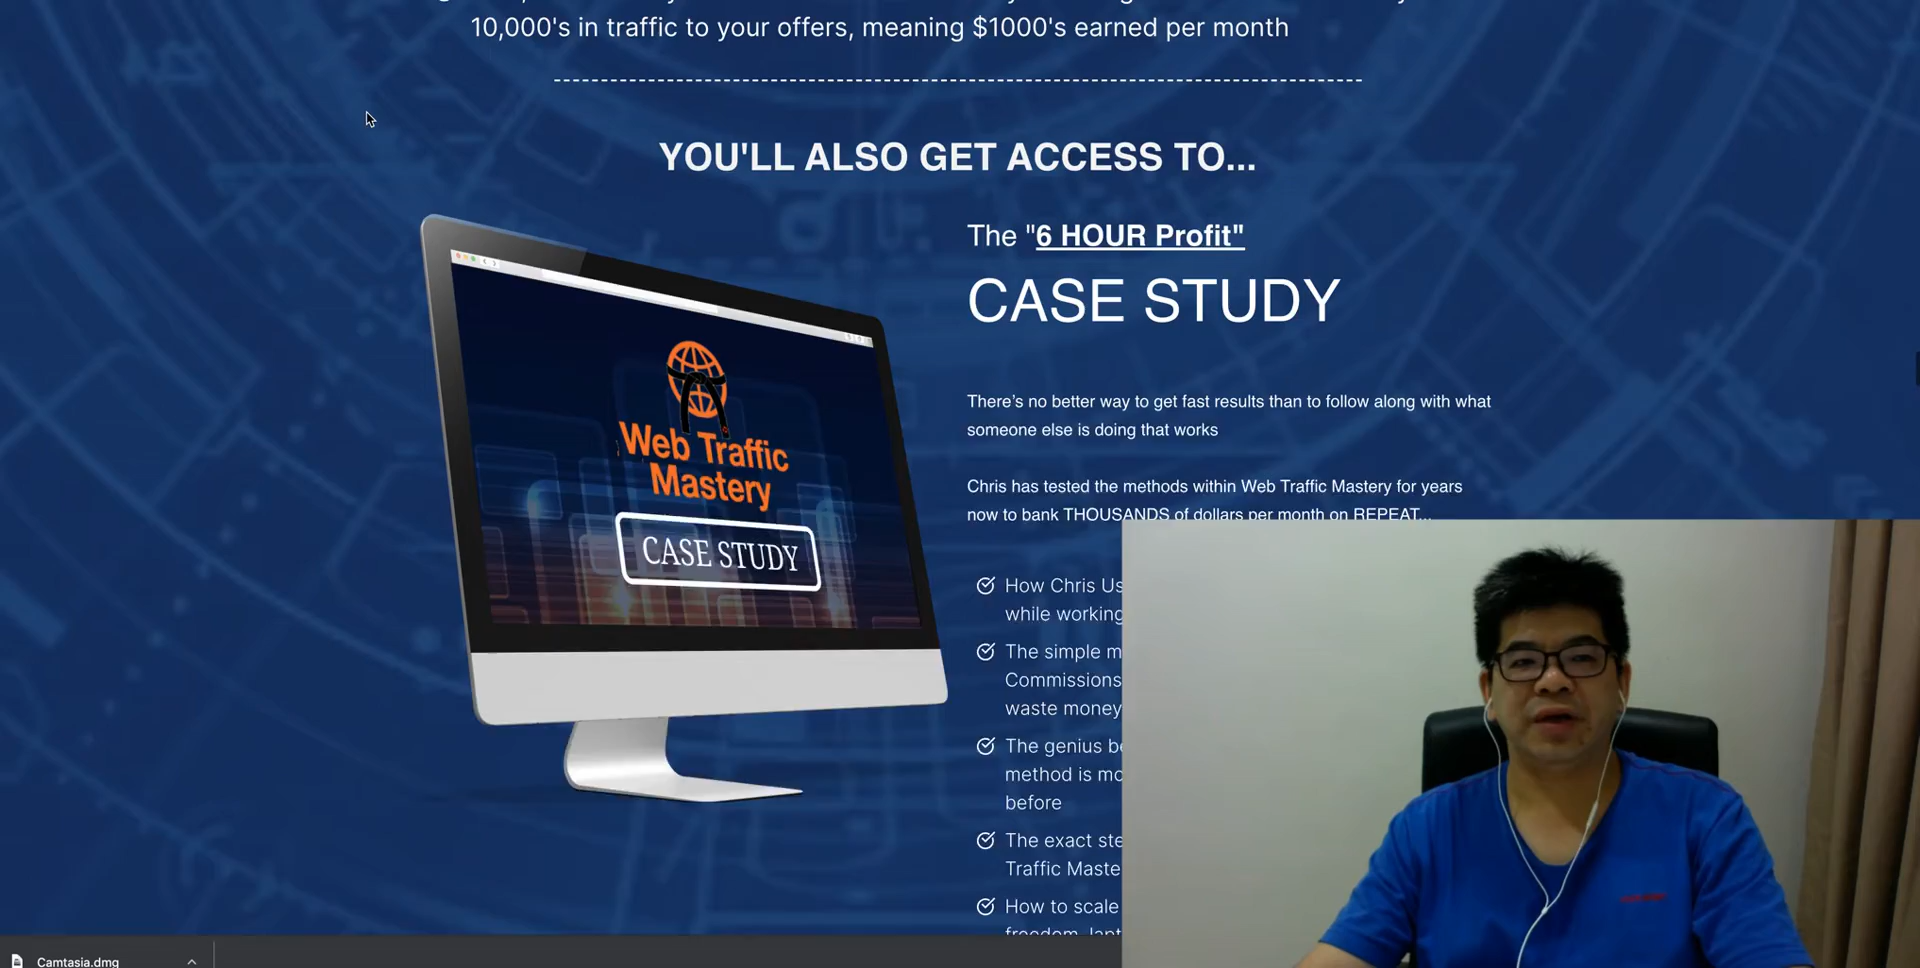 10,000's in traffic to your offers, meaning $1000's earned per month
YOU'LL ALSO GET ACCESS TO...
The "6 HOUR Profit"
CASE STUDY
There's no better way to get fast results than to follow along with what
someone else is doing that works
Chris has tested the methods within Web Traffic Mastery for years
now to bank THOUSANDS of dollars per month on REPEAT...
Web Traffic
Mastery
CASE STUDY
How Chris
while working
The simple
Commissions
waste money
The genius
method is
before
The exact
Traffic
How to scale
Camtasia.dmg